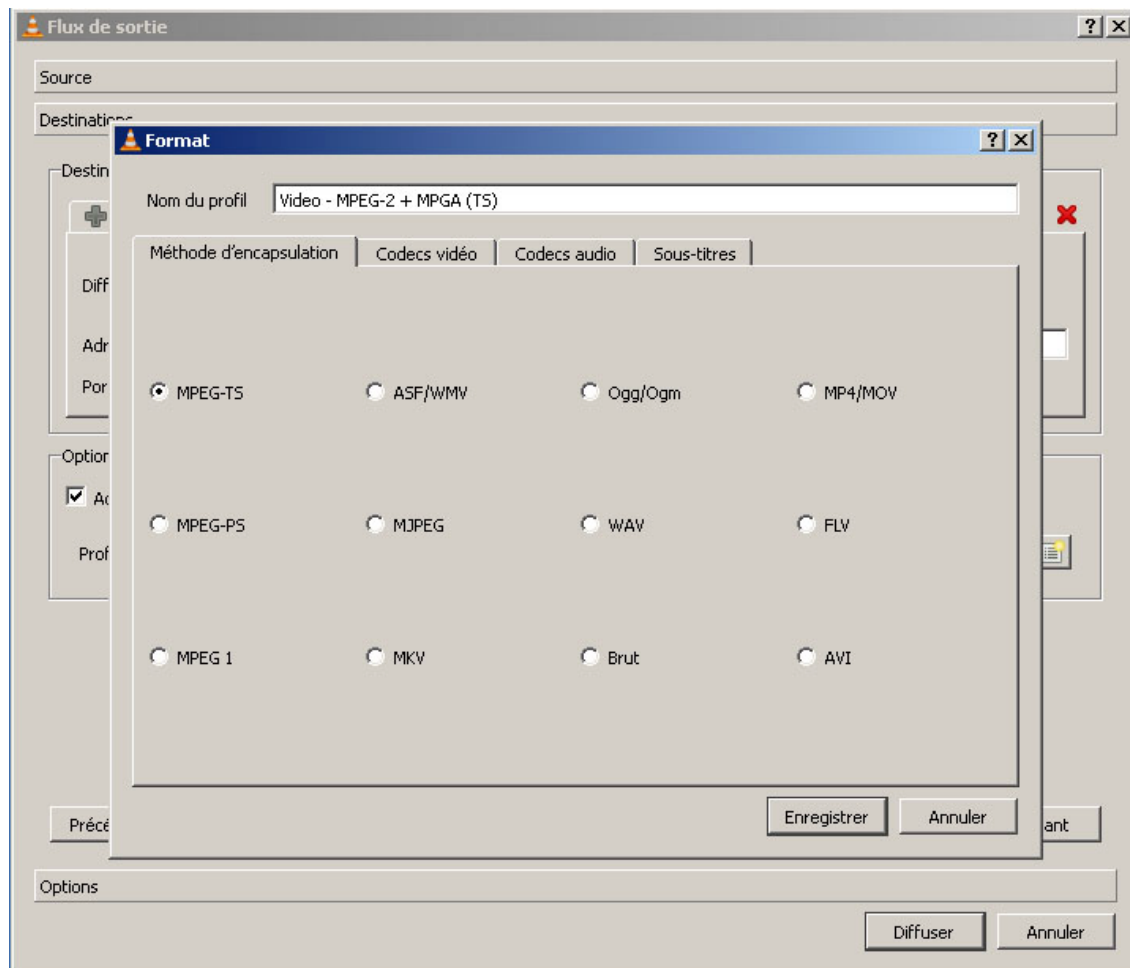 Flux de sortie
Source
Destinations
Format
Nom du profil Video - MPEG-2 + MPGA (TS)
Méthode d'encapsulation Codecs vidéo Codecs audio Sous-titres
MPEG-TS ASF/WMV Ogg/Ogm MP4/MOV
MPEG-PS MJPEG WAV FLV
MPEG 1 MKV Brut AVI
Enregistrer Annuler
Options
Diffuser Annuler